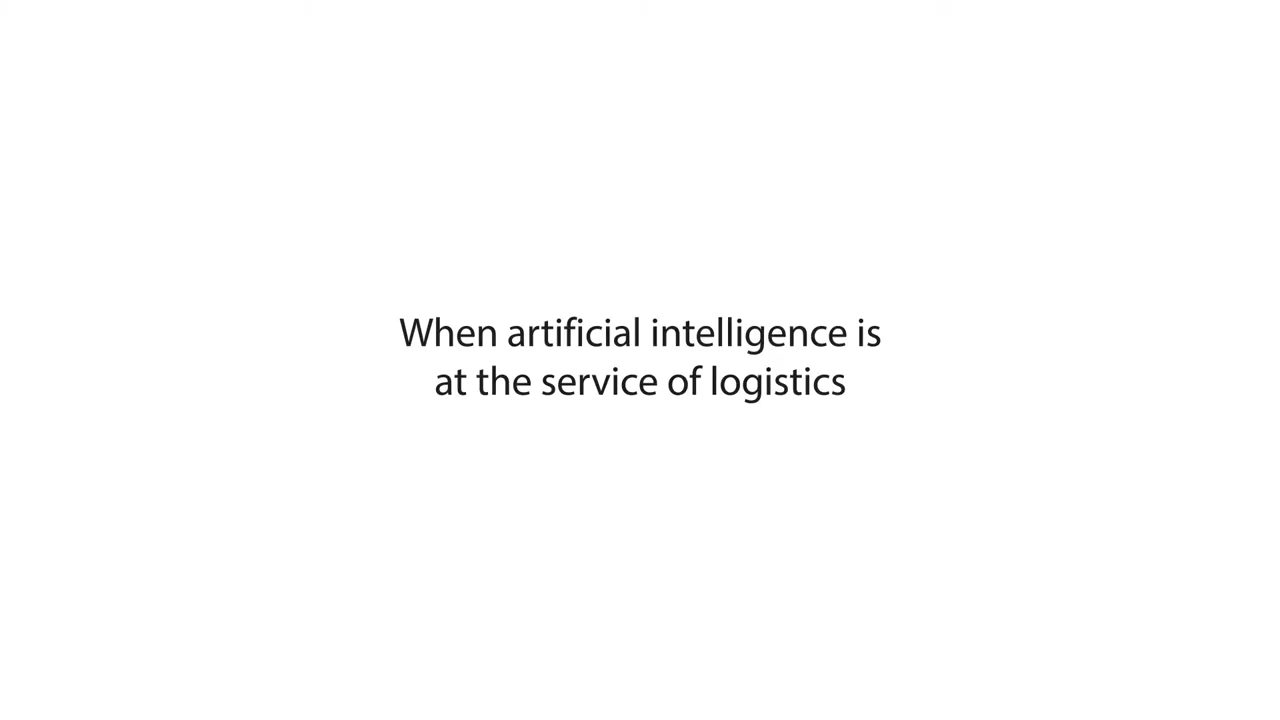 When artificial intelligence is
at the service of logistics